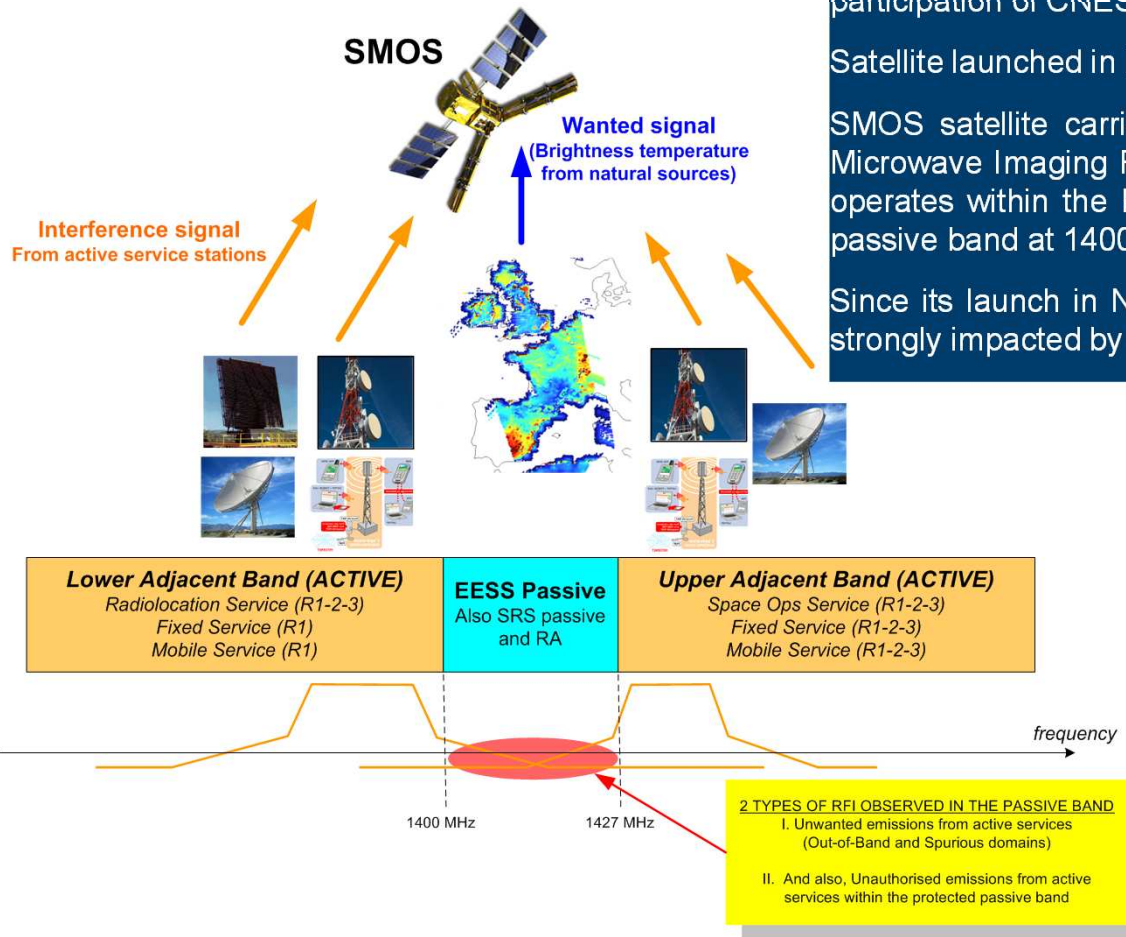 participation of CNES
Satellite launched in
SMOS satellite carri
Microwave Imaging
operates within the
passive band at 1400
Since its launch in
strongly impacted by
SMOS
Wanted signal
(Brightness temperature
from natural sources)
Interference signal
From active service stations
Lower Adjacent Band (ACTIVE)
Radiolocation Service (R1-2-3)
Fixed Service (R1)
Mobile Service (R1)
EESS Passive
Also SRS passive
and RA
Upper Adjacent Band (ACTIVE)
Space Ops Service (R1-2-3)
Fixed Service (R1-2-3)
Mobile Service (R1-2-3)
frequency
1400 MHz
1427 MHz
2 TYPES OF RFI OBSERVED IN THE PASSIVE BAND
I. Unwanted emissions from active services
(Out-of-Band and Spurious domains)
II. And also, Unauthorised emissions from active
services within the protected passive band